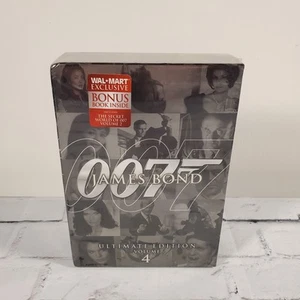 WAL-MART
EXCLUSIVE
BONUS
BOOK INSIDE
THE SECRET
WORLD OF 007
VOLUME 2
007
JAMES BOND
ULTIMATE EDITION
VOLUME
4